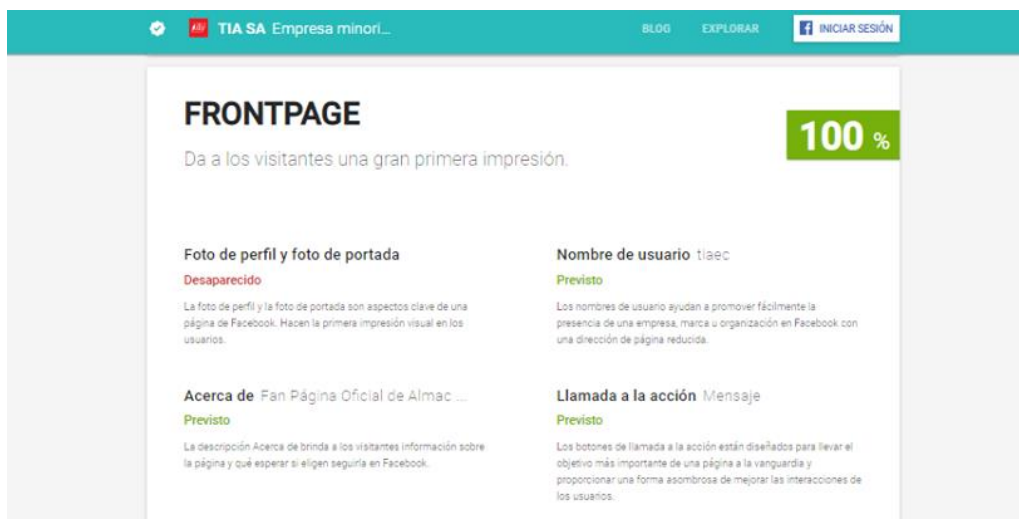 TIA SA Empresa minori...
BLOG
EXPLORAR
INICIAR SESIÓN
FRONTPAGE
100 %
Da a los visitantes una gran primera impresión.
Foto de perfil y foto de portada
Desaparecido
La foto de perfil y la foto de portada son aspectos clave de una
página de Facebook. Hacen la primera impresión visual en los
usuarios.
Nombre de usuario tiaec
Previsto
Los nombres de usuario ayudan a promover fácilmente la
presencia de una empresa, marca u organización en Facebook con
una dirección de página reducida.
Acerca de Fan Página Oficial de Almac ...
Previsto
La descripción Acerca de brinda a los visitantes información sobre
la página y qué esperar si eligen seguirla en Facebook.
Llamada a la acción Mensaje
Previsto
Los botones de llamada a la acción están diseñados para llevar el
objetivo más importante de una página a la vanguardia y
proporcionar una forma asombrosa de mejorar las interacciones de
los usuarios.